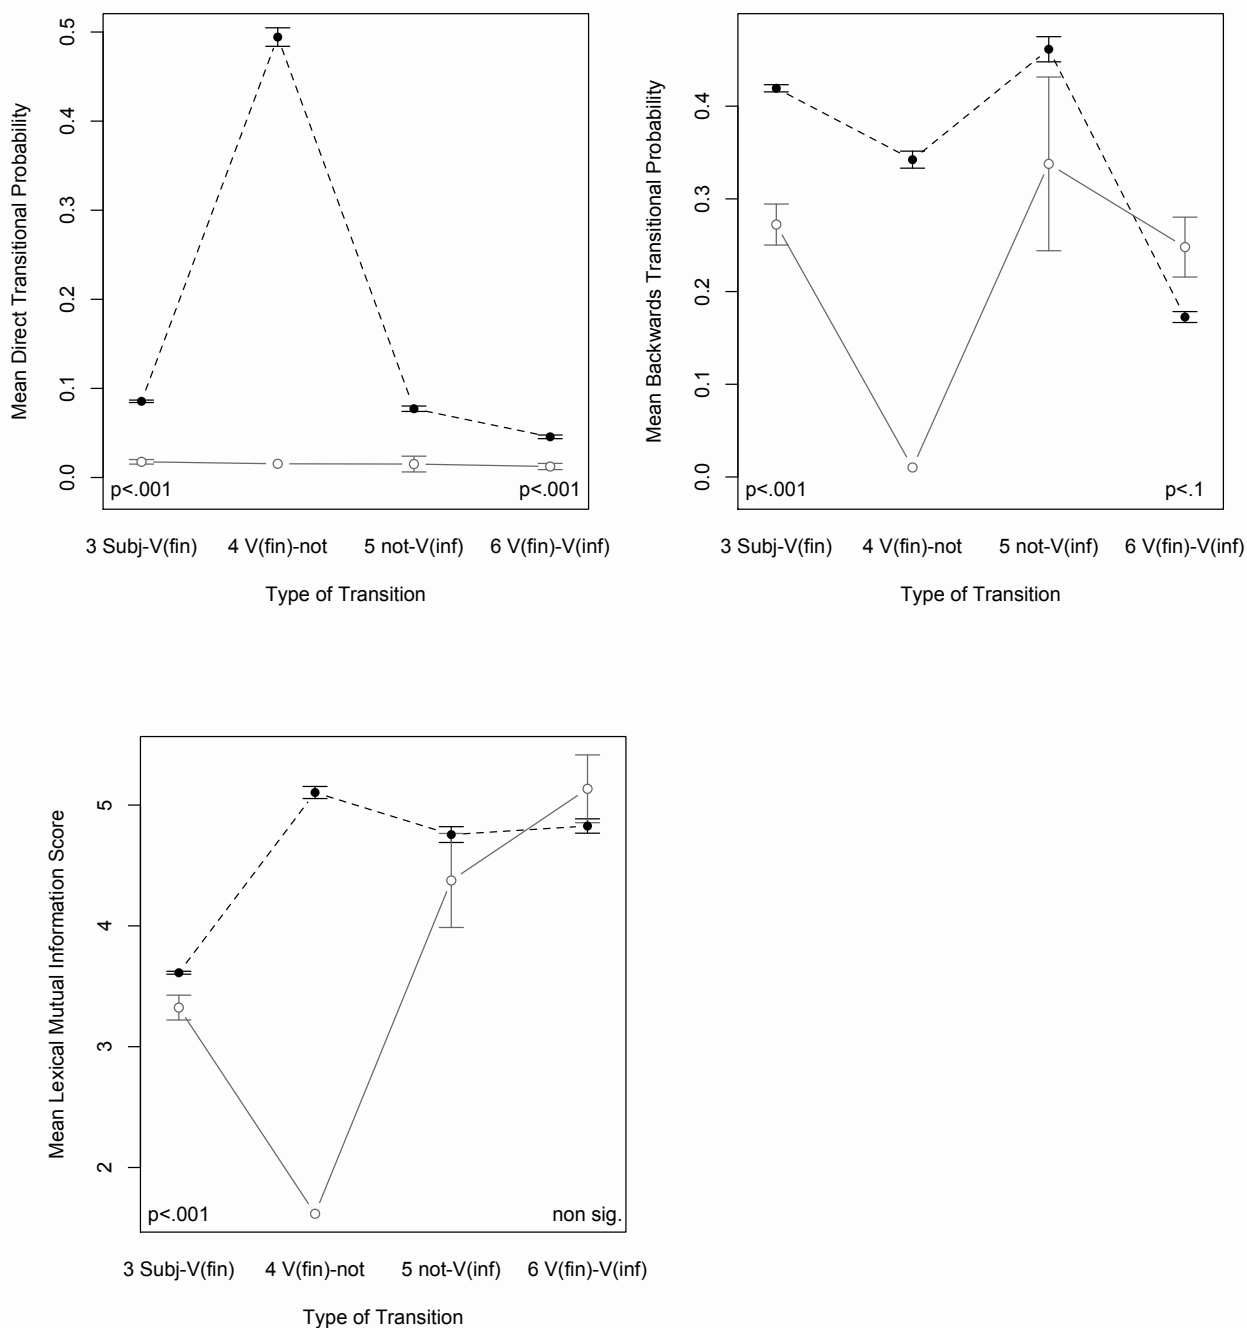 Mean Direct Transitional Probability
0.5
0.4
0.3
0.2
0.1
0.0
p<.001
p<.001
3 Subj-V(fin) 4 V(fin)-not 5 not-V(inf) 6 V(fin)-V(inf)
Type of Transition
Mean Backwards Transitional Probability
0.4
0.3
0.2
0.1
0.0
p<.001
p<.1
3 Subj-V(fin) 4 V(fin)-not 5 not-V(inf) 6 V(fin)-V(inf)
Type of Transition
Mean Lexical Mutual Information Score
5
4
3
2
p<.001
non sig.
3 Subj-V(fin) 4 V(fin)-not 5 not-V(inf) 6 V(fin)-V(inf)
Type of Transition